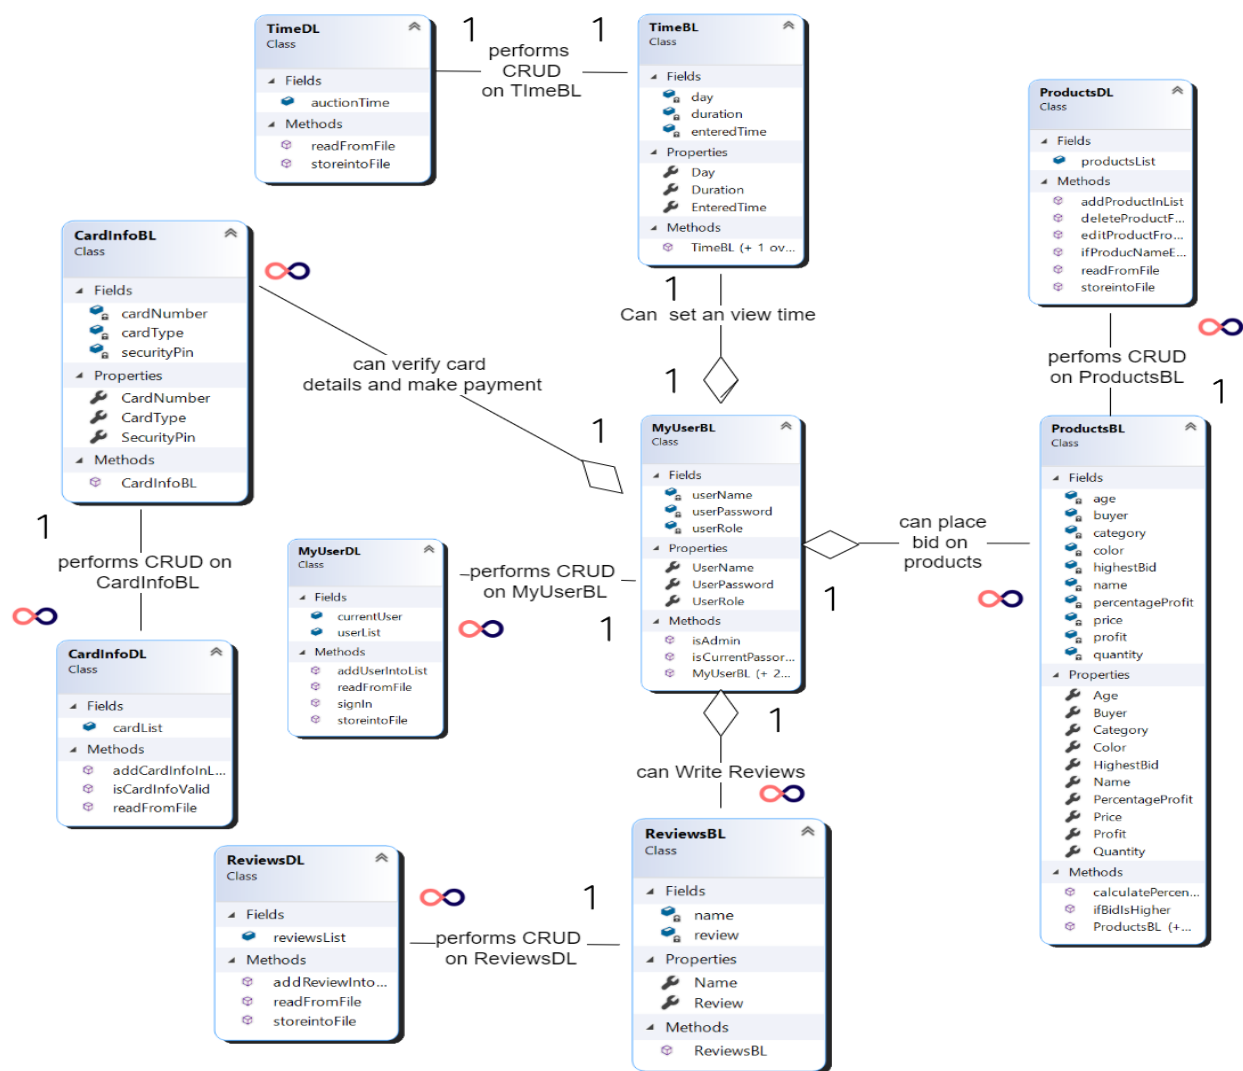 TimeDL
Class
Fields
auctionTime
Methods
readFromFile
storeintoFile
1
performs
CRUD
on TImeBL
1
TimeBL
Class
Fields
day
duration
enteredTime
Properties
Day
Duration
EnteredTime
Methods
TimeBL (+ 1 ov...
ProductsDL
Class
Fields
productsList
Methods
addProductInList
deleteProductF...
editProductFro...
ifProducNameE...
readFromFile
storeintoFile
CardInfoBL
Class
Fields
cardNumber
cardType
securityPin
Properties
CardNumber
CardType
SecurityPin
Methods
CardInfoBL
∞
can verify card
details and make payment
1
1
Can set an view time
1
∞
perfoms CRUD
on ProductsBL
1
MyUserBL
Class
Fields
userName
userPassword
userRole
Properties
UserName
UserPassword
UserRole
Methods
isAdmin
isCurrentPassor...
MyUserBL (+ 2...
can place
bid on
products
1
∞
ProductsBL
Class
Fields
age
buyer
category
color
highestBid
name
percentageProfit
price
profit
quantity
Properties
Age
Buyer
Category
Color
HighestBid
Name
PercentageProfit
Price
Profit
Quantity
Methods
calculatePercen...
ifBidIsHigher
ProductsBL (+...
1
performs CRUD on
CardInfoBL
∞
MyUserDL
Class
Fields
currentUser
userList
Methods
addUserIntoList
readFromFile
signIn
storeintoFile
performs CRUD
on MyUserBL
∞
1
CardInfoDL
Class
Fields
cardList
Methods
addCardInfoInL...
isCardInfoValid
readFromFile
1
can Write Reviews
∞
ReviewsDL
Class
Fields
reviewsList
Methods
addReviewInto...
readFromFile
storeintoFile
∞
performs CRUD
on ReviewsDL
1
ReviewsBL
Class
Fields
name
review
Properties
Name
Review
Methods
ReviewsBL